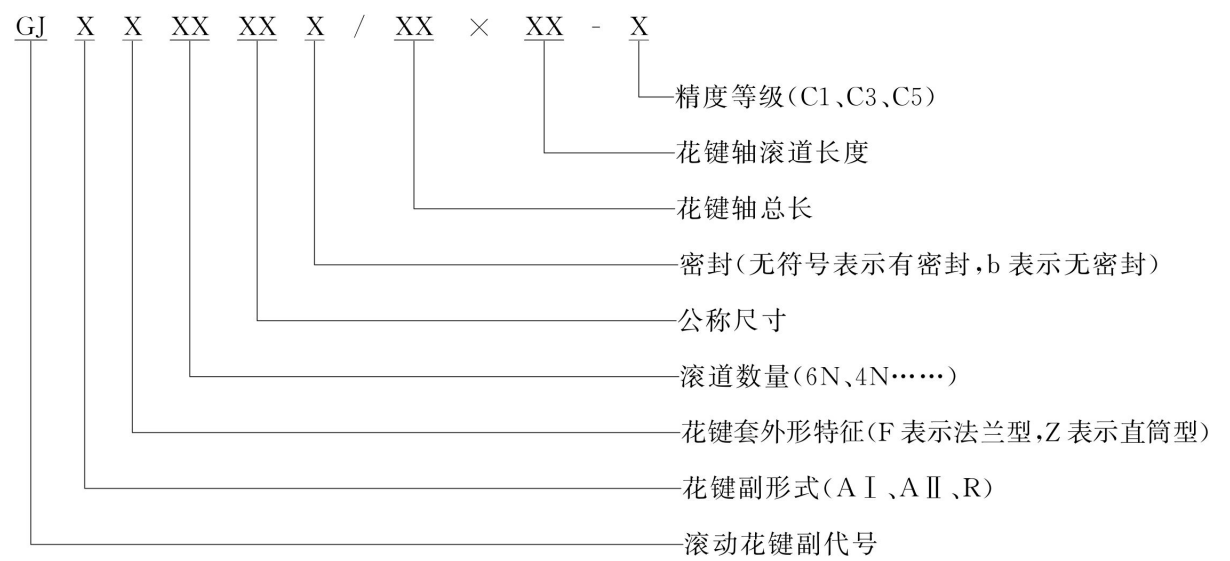 GJ X X XX XX X / XX × XX - X
精度等级(C1、C3、C5)
花键轴滚道长度
花键轴总长
密封(无符号表示有密封,b表示无密封)
公称尺寸
滚道数量(6N、4N……)
花键套外形特征(F表示法兰型,Z表示直筒型)
花键副形式(AⅠ、AⅡ、R)
滚动花键副代号